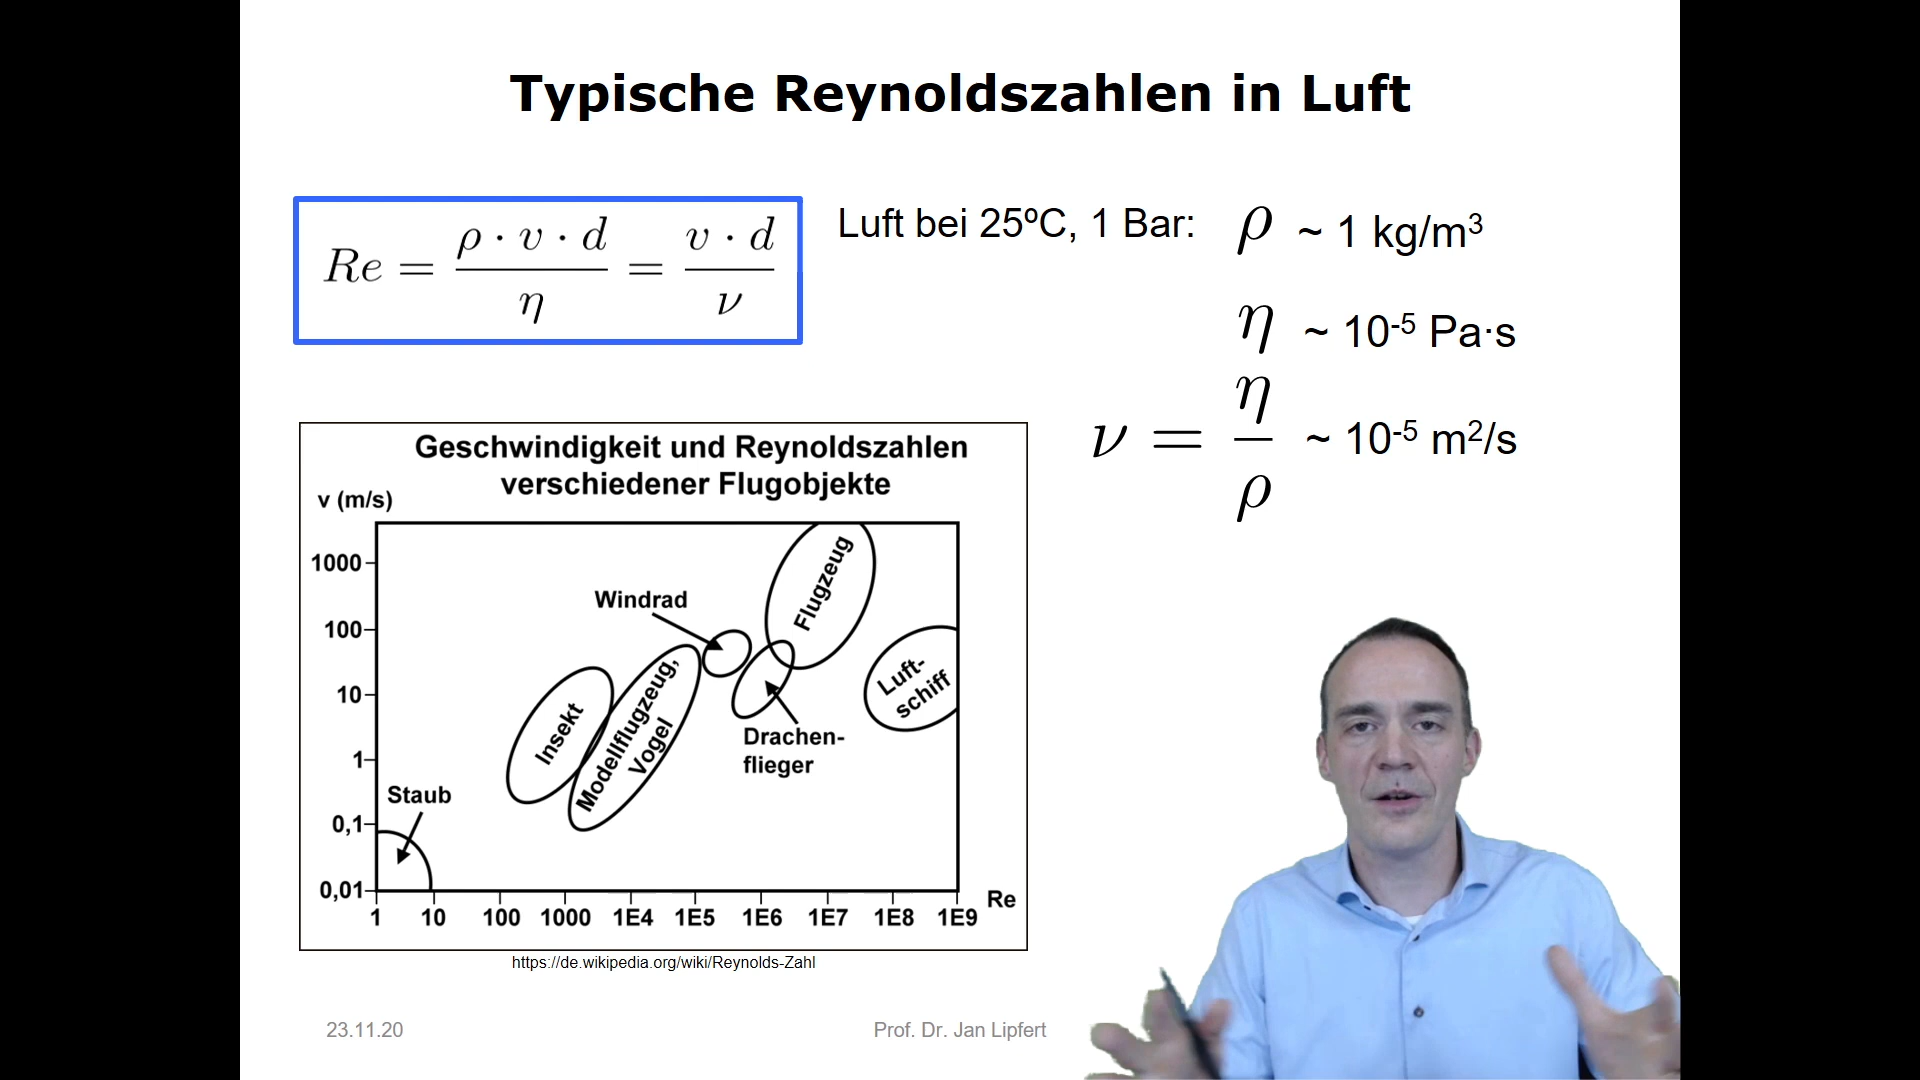 Typische Reynoldszahlen in Luft
Re = ρ · v · d / η = v · d / ν
Luft bei 25ºC, 1 Bar: ρ ~ 1 kg/m³
η ~ 10⁻⁵ Pa·s
ν = η / ρ ~ 10⁻⁵ m²/s
Geschwindigkeit und Reynoldszahlen
verschiedener Flugobjekte
v (m/s)
1000
100
10
1
0,1
0,01
Staub
Insekt
Modellflugzeug,
Vogel
Windrad
Drachen-
flieger
Flugzeug
Luft-
schiff
1 10 100 1000 1E4 1E5 1E6 1E7 1E8 1E9
Re
https://de.wikipedia.org/wiki/Reynolds-Zahl
23.11.20
Prof. Dr. Jan Lipfert